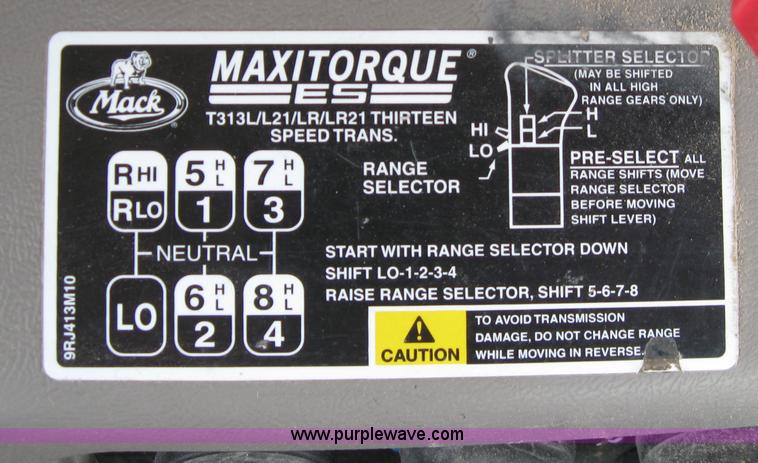 Mack
MAXITORQUE®
ES
T313L/L21/LR/LR21 THIRTEEN
SPEED TRANS.
SPLITTER SELECTOR
(MAY BE SHIFTED
IN ALL HIGH
RANGE GEARS ONLY)
H
L
HI
LO
RANGE
SELECTOR
PRE-SELECT ALL
RANGE SHIFTS (MOVE
RANGE SELECTOR
BEFORE MOVING
SHIFT LEVER)
R HI 5 H L 7 H L
R LO 1 3
NEUTRAL
LO 6 H L 8 H L
2 4
START WITH RANGE SELECTOR DOWN
SHIFT LO-1-2-3-4
RAISE RANGE SELECTOR, SHIFT 5-6-7-8
CAUTION
TO AVOID TRANSMISSION
DAMAGE, DO NOT CHANGE RANGE
WHILE MOVING IN REVERSE.
9RJ413M10
www.purplewave.com